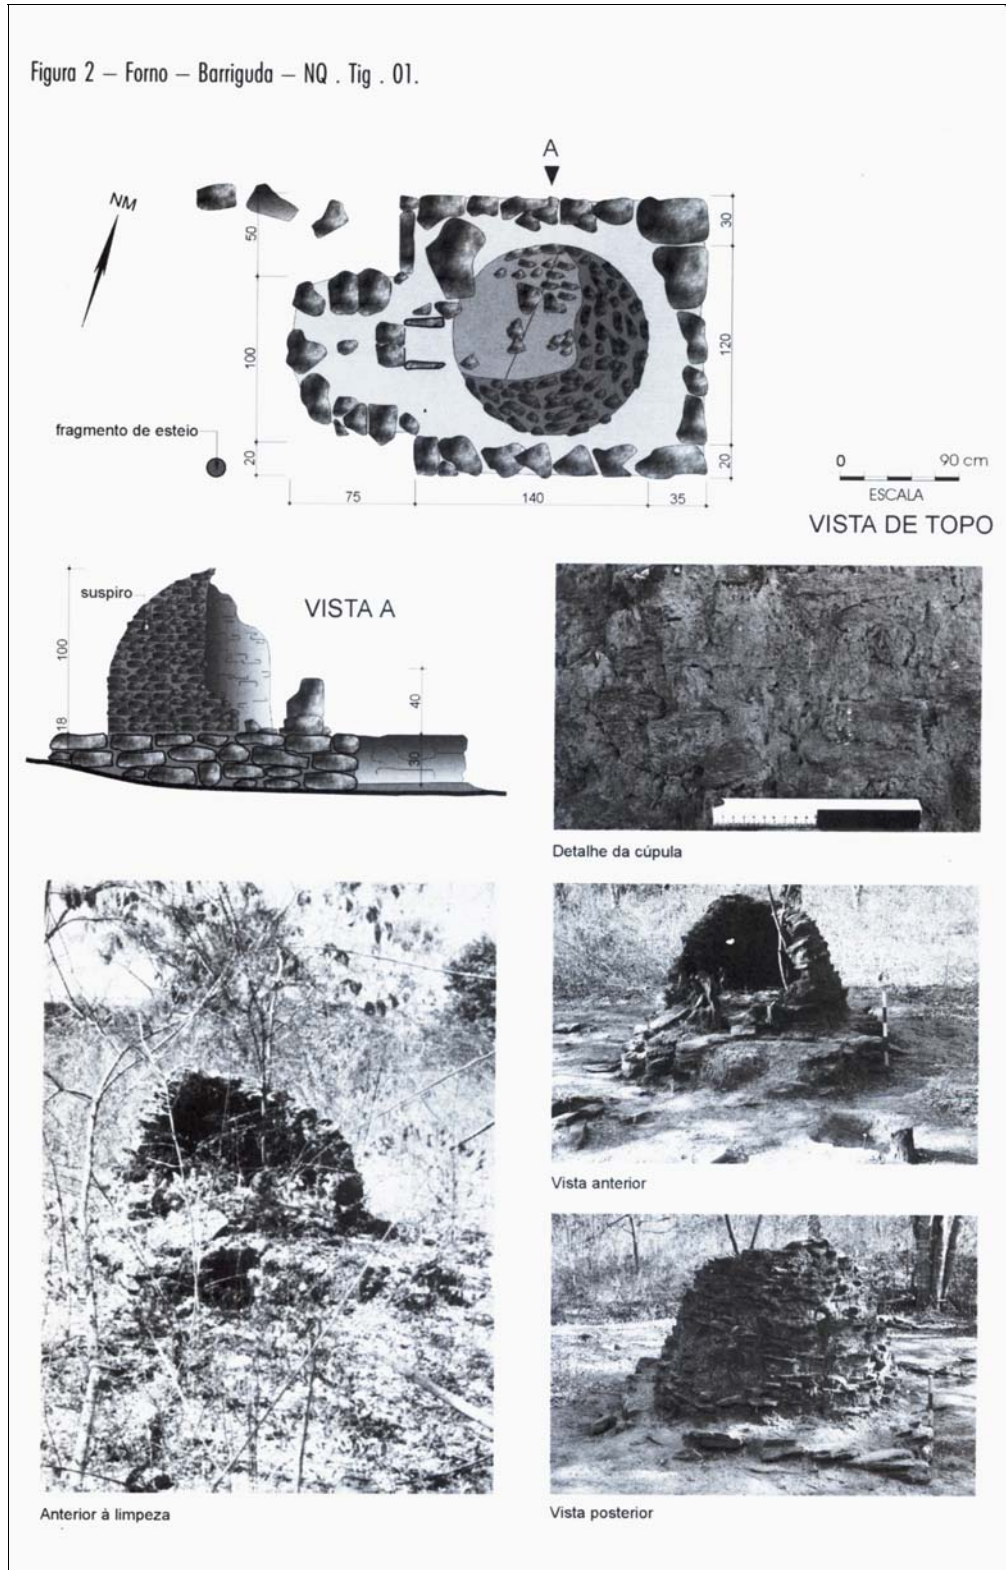 Figura 2 – Forno – Barriguda – NQ . Tig . 01.
A
NM
50
30
100
120
fragmento de esteio
20
20
75
140
35
0 90 cm
ESCALA
VISTA DE TOPO
suspiro
VISTA A
100
40
18
30
Detalhe da cúpula
Vista anterior
Anterior à limpeza
Vista posterior